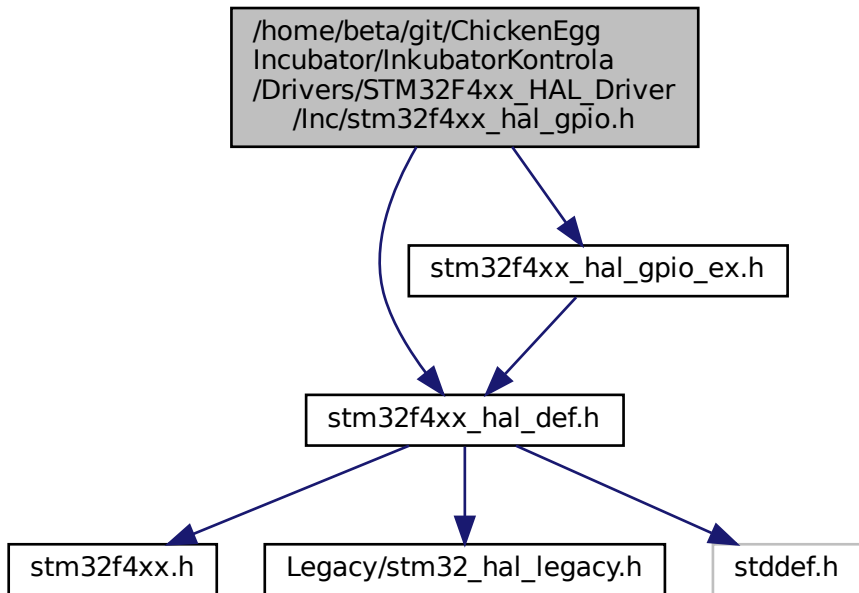 /home/beta/git/ChickenEgg
Incubator/InkubatorKontrola
/Drivers/STM32F4xx_HAL_Driver
/Inc/stm32f4xx_hal_gpio.h
stm32f4xx_hal_gpio_ex.h
stm32f4xx_hal_def.h
stm32f4xx.h
Legacy/stm32_hal_legacy.h
stddef.h